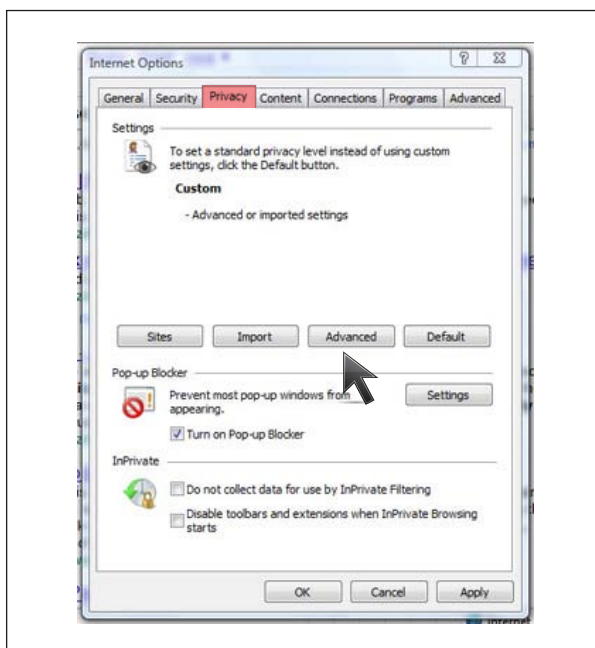 Internet Options
General Security Privacy Content Connections Programs Advanced
Settings
To set a standard privacy level instead of using custom
settings, click the Default button.
Custom
- Advanced or imported settings
Sites Import Advanced Default
Pop-up Blocker
Prevent most pop-up windows from
appearing.
Settings
Turn on Pop-up Blocker
InPrivate
Do not collect data for use by InPrivate Filtering
Disable toolbars and extensions when InPrivate Browsing
starts
OK Cancel Apply
Internet